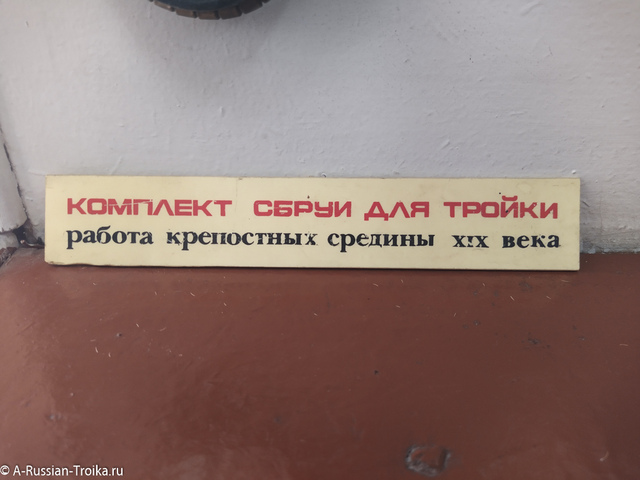 КОМПЛЕКТ СБРУИ ДЛЯ ТРОЙКИ
работа крепостных средины XIX века
© A-Russian-Troika.ru